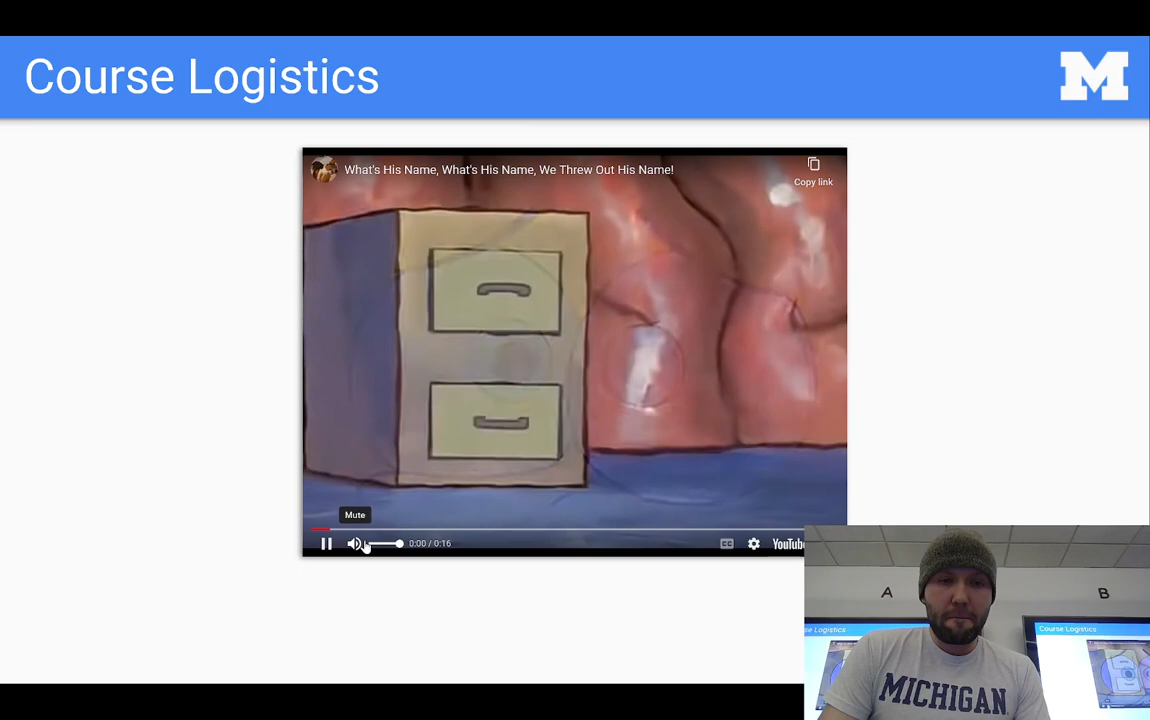 Course Logistics
M
What's His Name, What's His Name, We Threw Out His Name!
Copy link
Mute
0:00 / 0:16
CC
YouTube
A
B
se Logistics
Course Logistics
MICHIGAN